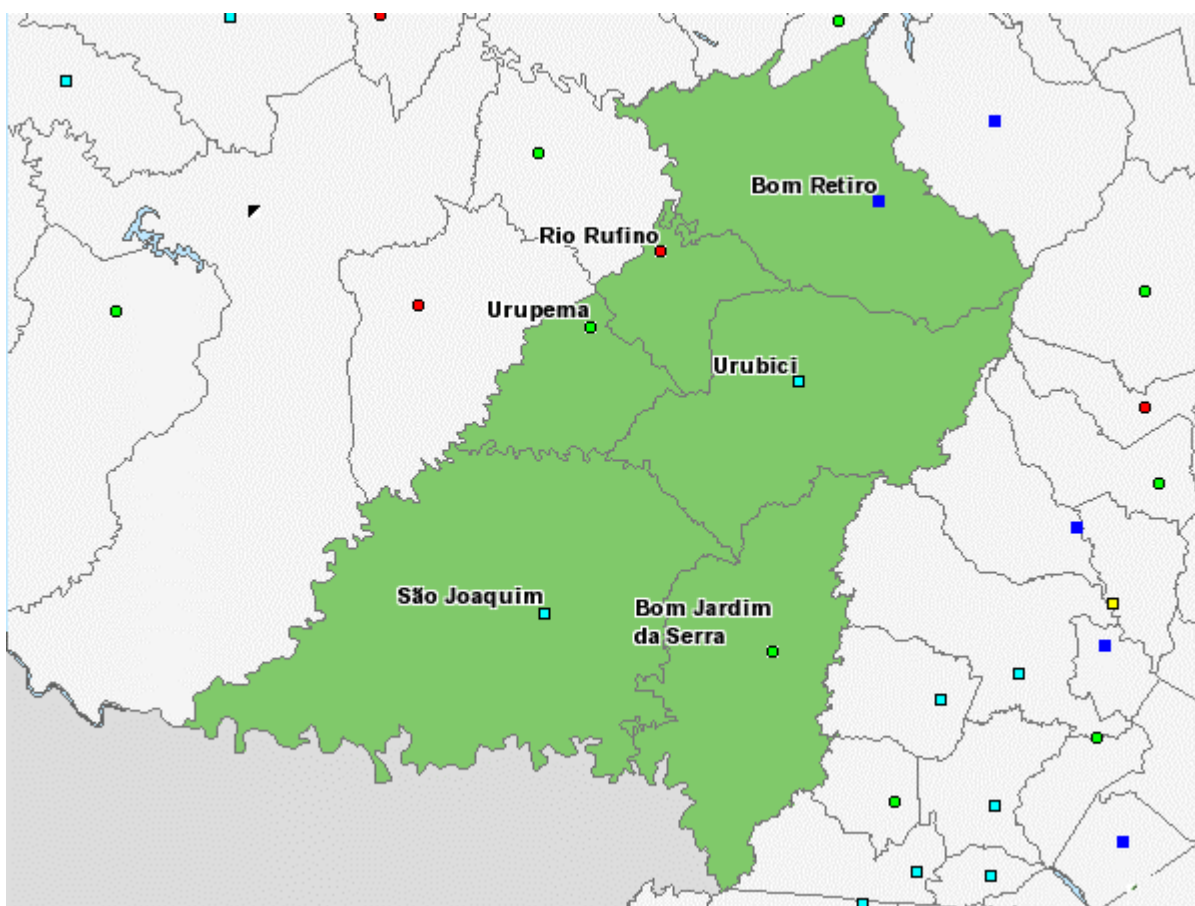 Bom Retiro
Rio Rufino
Urupema
Urubici
São Joaquim
Bom Jardim
da Serra